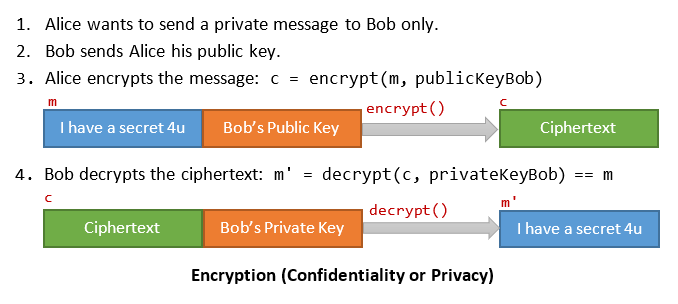 1. Alice wants to send a private message to Bob only.
2. Bob sends Alice his public key.
3. Alice encrypts the message: c = encrypt(m, publicKeyBob)
m
encrypt()
c
I have a secret 4u
Bob's Public Key
Ciphertext
4. Bob decrypts the ciphertext: m' = decrypt(c, privateKeyBob) == m
c
decrypt()
m'
Ciphertext
Bob's Private Key
I have a secret 4u
Encryption (Confidentiality or Privacy)